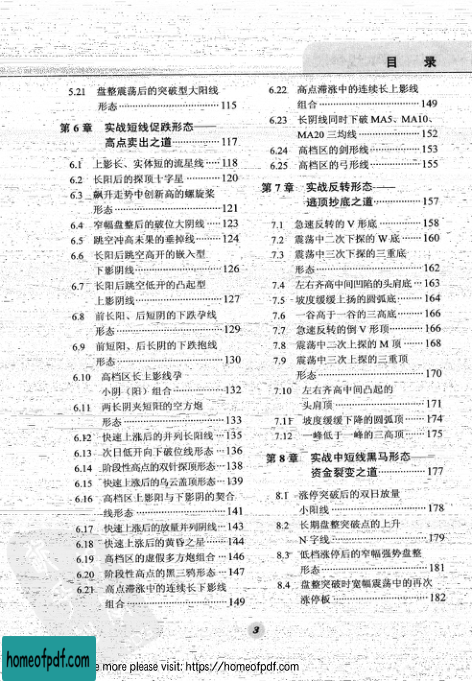 目 录
5.21 盘整震荡后的突破型大阳线
形态 115
第 6 章 实战短线促跌形态——
高点卖出之道 117
6.1 上影长、实体短的流星线 118
6.2 长阳后的探顶十字星 120
6.3 飙升走势中创新高的螺旋桨
形态 121
6.4 窄幅盘整后的破位大阴线 123
6.5 跳空冲高未果的垂掉线 124
6.6 长阳后跳空高开的嵌入型
下影阴线 126
6.7 长阳后跳空低开的凸起型
上影阴线 127
6.8 前长阳、后短阴的下跌孕线
形态 129
6.9 前短阳、后长阴的下跌抱线
形态 130
6.10 高档区长上影线孕
小阴（阳）组合 132
6.11 两长阴夹短阳的空方炮
形态 133
6.12 快速上涨后的并列长阳线 135
6.13 次日低开向下破位线形态 136
6.14 阶段性高点的双针探顶形态 138
6.15 快速上涨后的乌云盖顶形态 139
6.16 高档区上影阳与下影阴的契合
线形态 141
6.17 快速上涨后的放量并列阴线 143
6.18 快速上涨后的黄昏之星 144
6.19 高档区的虚假多方炮组合 146
6.20 阶段性高点的黑三鸦形态 147
6.21 高点滞涨中的连续长下影线
组合 149
6.22 高点滞涨中的连续长上影线
组合 149
6.23 长阴线同时下破 MA5、MA10、
MA20 三均线 152
6.24 高档区的剑形线 153
6.25 高档区的弓形线 155
第 7 章 实战反转形态——
逃顶抄底之道 157
7.1 急速反转的 V 形底 158
7.2 震荡中二次下探的 W 底 160
7.3 震荡中三次下探的三重底
形态 162
7.4 左右齐高中间凹陷的头肩底 163
7.5 坡度缓缓上扬的圆弧底 164
7.6 一谷高于一谷的三高底 166
7.7 急速反转的倒 V 形顶 166
7.8 震荡中二次上探的 M 顶 168
7.9 震荡中三次上探的三重顶
形态 170
7.10 左右齐高中间凸起的
头肩顶 171
7.11 坡度缓缓下降的圆弧顶 174
7.12 一峰低于一峰的三高顶 175
第 8 章 实战中短线黑马形态——
资金裂变之道 177
8.1 涨停突破后的双日放量
小阳线 178
8.2 长期盘整突破点的上升
N 字线 179
8.3 低档涨停后的窄幅强势盘整
形态 181
8.4 盘整突破时宽幅震荡中的再次
涨停板 182
3
homeofpdf.com
e more please visit: https://homeofpdf.com